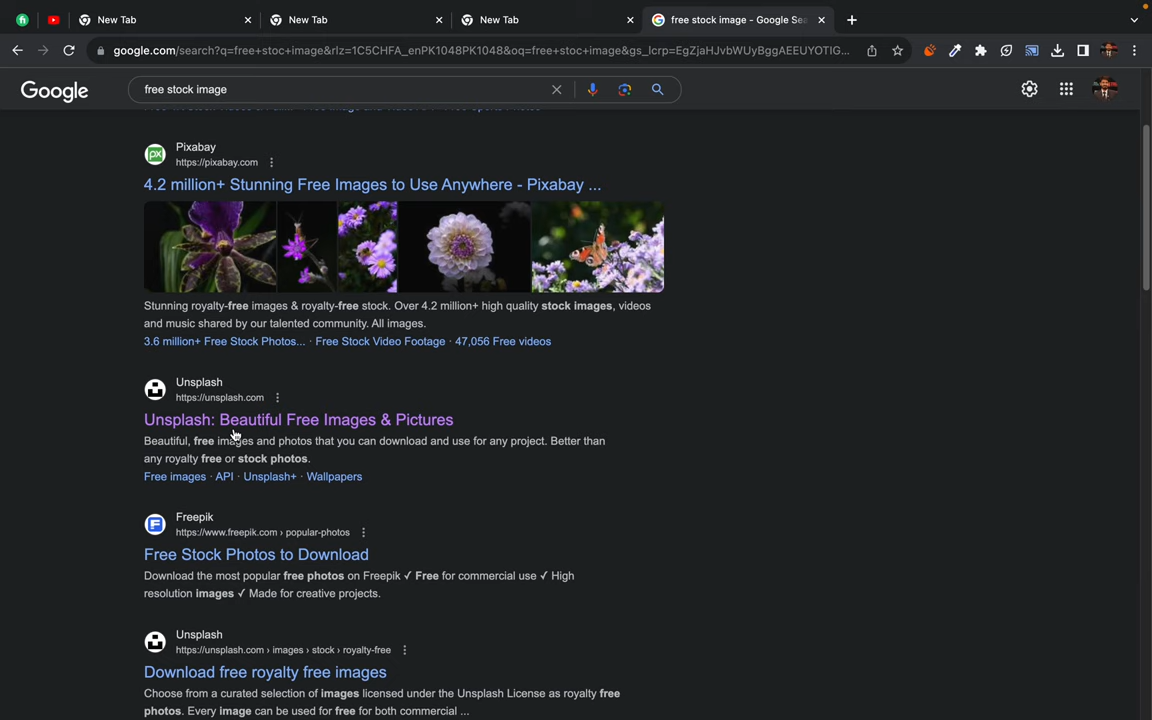 New Tab
New Tab
New Tab
free stock image - Google Sea
google.com/search?q=free+stoc+image&rlz=1C5CHFA_enPK1048PK1048&oq=free+stoc+image&gs_lcrp=EgZjaHJvbWUyBggAEEUYOTIG...
Google
free stock image
Pixabay
https://pixabay.com
4.2 million+ Stunning Free Images to Use Anywhere - Pixabay ...
Stunning royalty-free images & royalty-free stock. Over 4.2 million+ high quality stock images, videos
and music shared by our talented community. All images.
3.6 million+ Free Stock Photos... · Free Stock Video Footage · 47,056 Free videos
Unsplash
https://unsplash.com
Unsplash: Beautiful Free Images & Pictures
Beautiful, free images and photos that you can download and use for any project. Better than
any royalty free or stock photos.
Free images · API · Unsplash+ · Wallpapers
Freepik
https://www.freepik.com › popular-photos
Free Stock Photos to Download
Download the most popular free photos on Freepik ✓ Free for commercial use ✓ High
resolution images ✓ Made for creative projects.
Unsplash
https://unsplash.com › images › stock › royalty-free
Download free royalty free images
Choose from a curated selection of images licensed under the Unsplash License as royalty free
photos. Every image can be used for free for both commercial ...